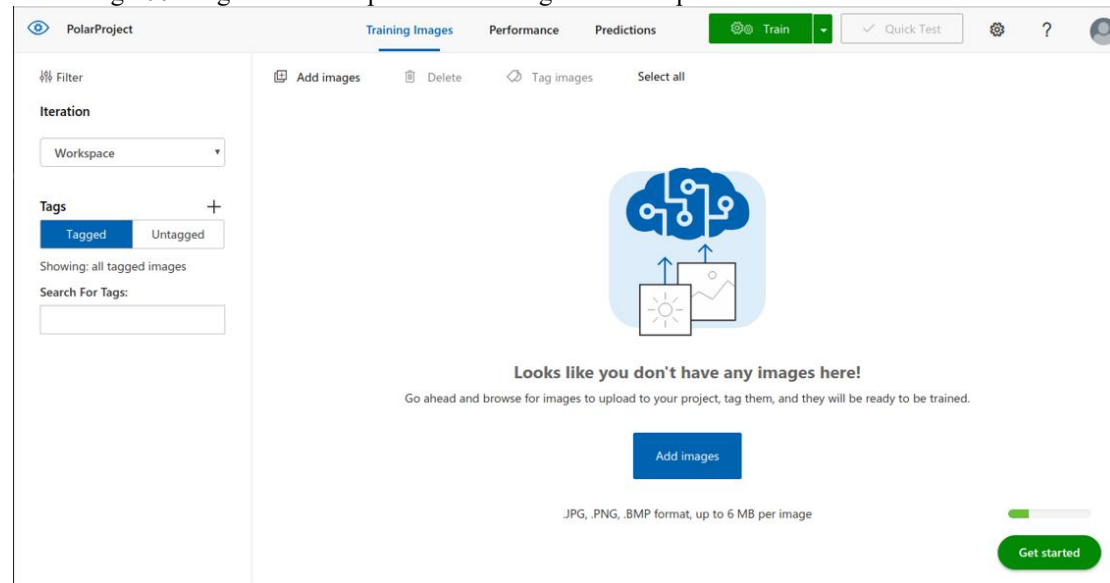 PolarProject
Training Images
Performance
Predictions
Train
Quick Test
?
Filter
Add images
Delete
Tag images
Select all
Iteration
Workspace
Tags
+
Tagged
Untagged
Showing: all tagged images
Search For Tags:
Looks like you don't have any images here!
Go ahead and browse for images to upload to your project, tag them, and they will be ready to be trained.
Add images
.JPG, .PNG, .BMP format, up to 6 MB per image
Get started